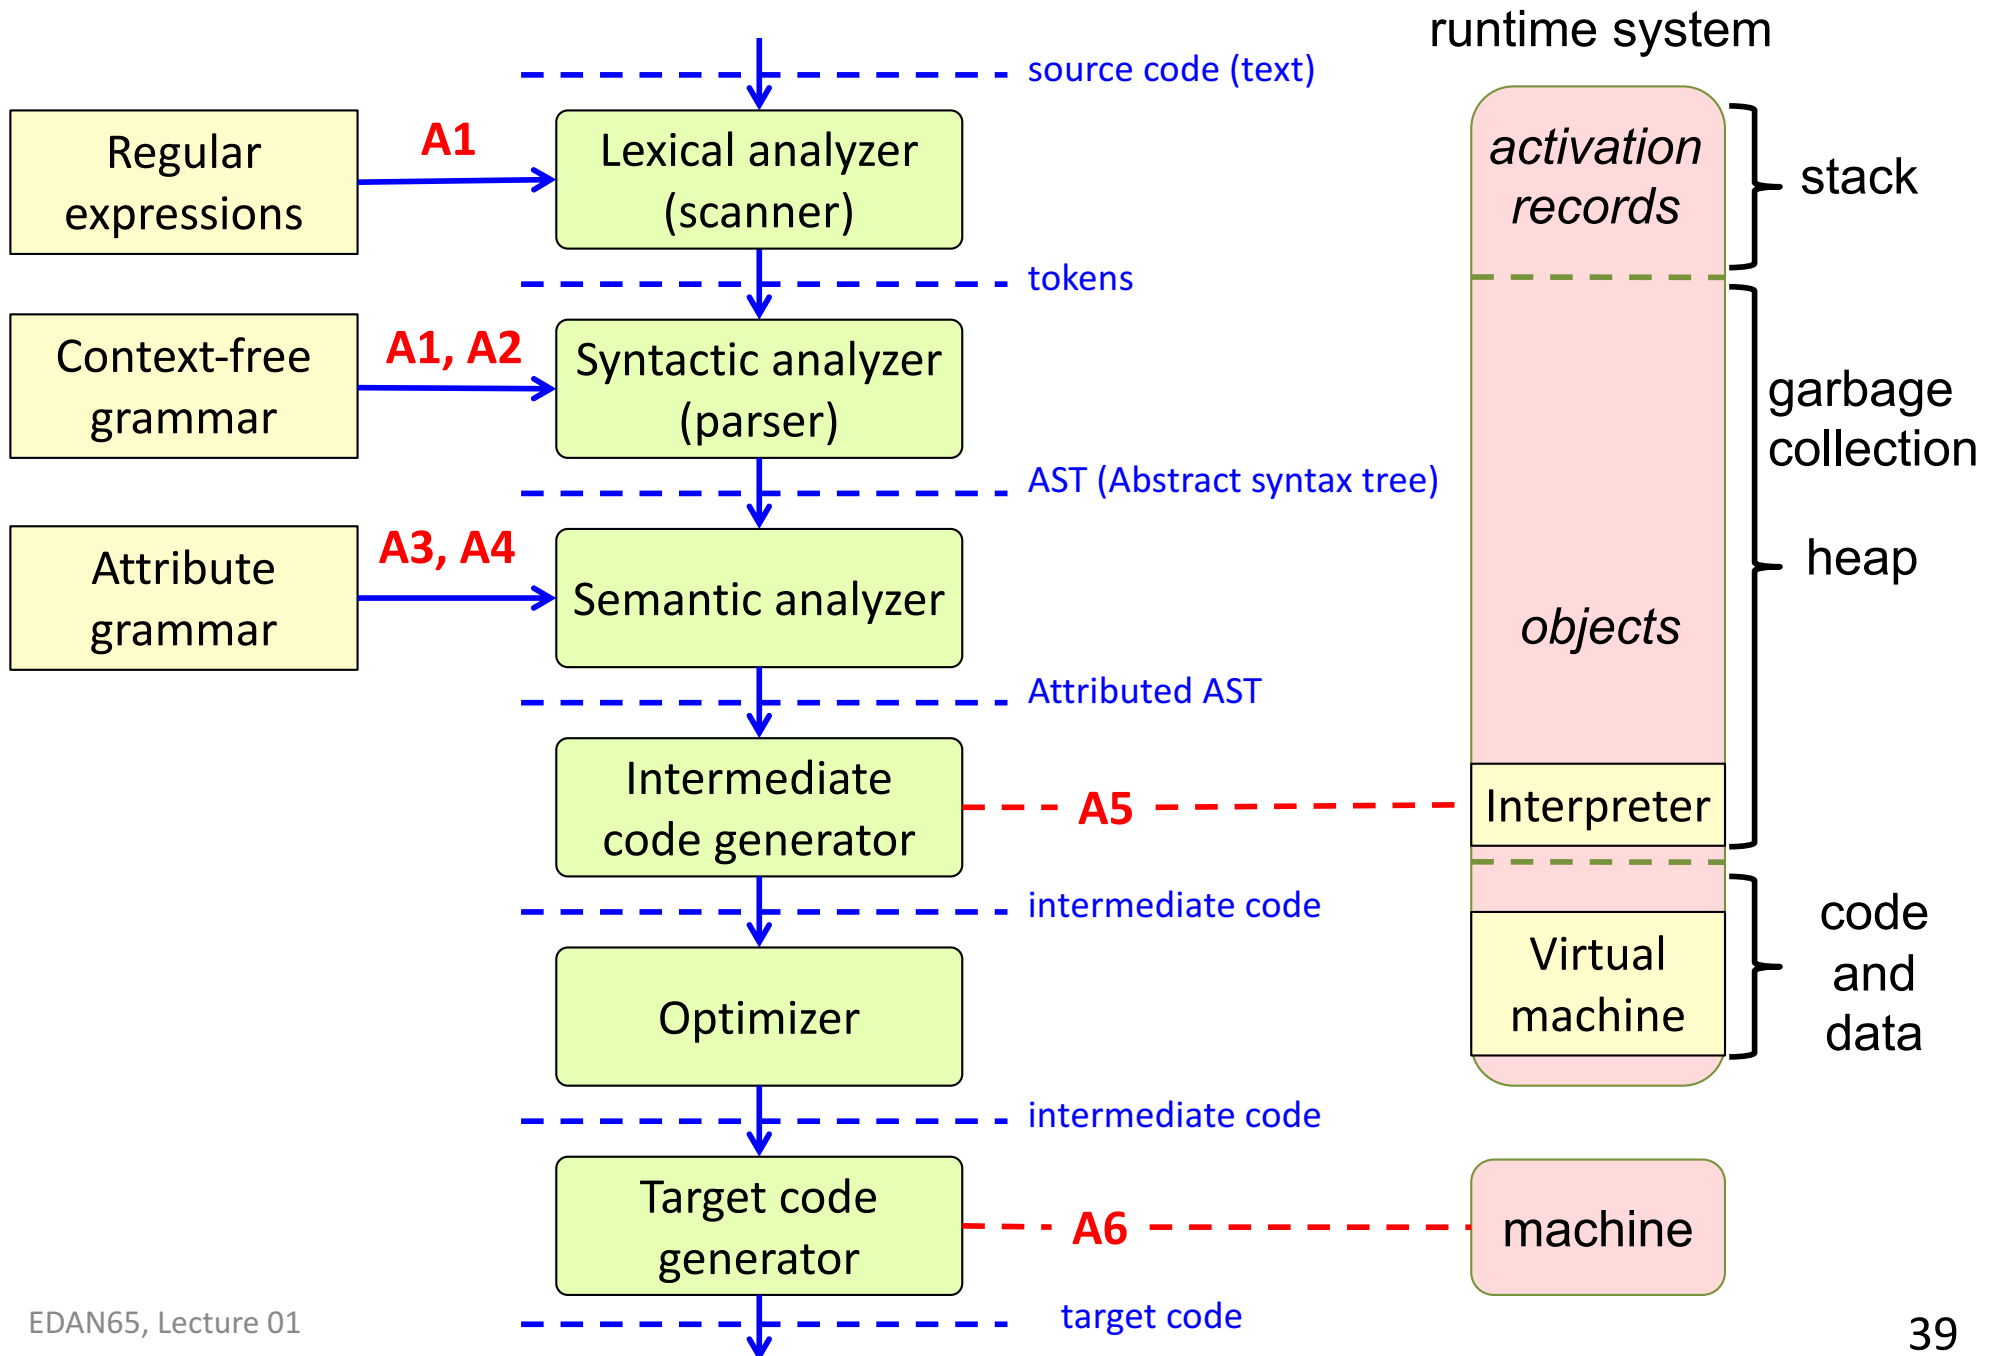 runtime system
source code (text)
Regular
expressions
A1
Lexical analyzer
(scanner)
activation
records
stack
tokens
Context-free
grammar
A1, A2
Syntactic analyzer
(parser)
garbage
collection
AST (Abstract syntax tree)
Attribute
grammar
A3, A4
Semantic analyzer
objects
heap
Attributed AST
Intermediate
code generator
A5
Interpreter
intermediate code
Optimizer
Virtual
machine
code
and
data
intermediate code
Target code
generator
A6
machine
target code
EDAN65, Lecture 01
39